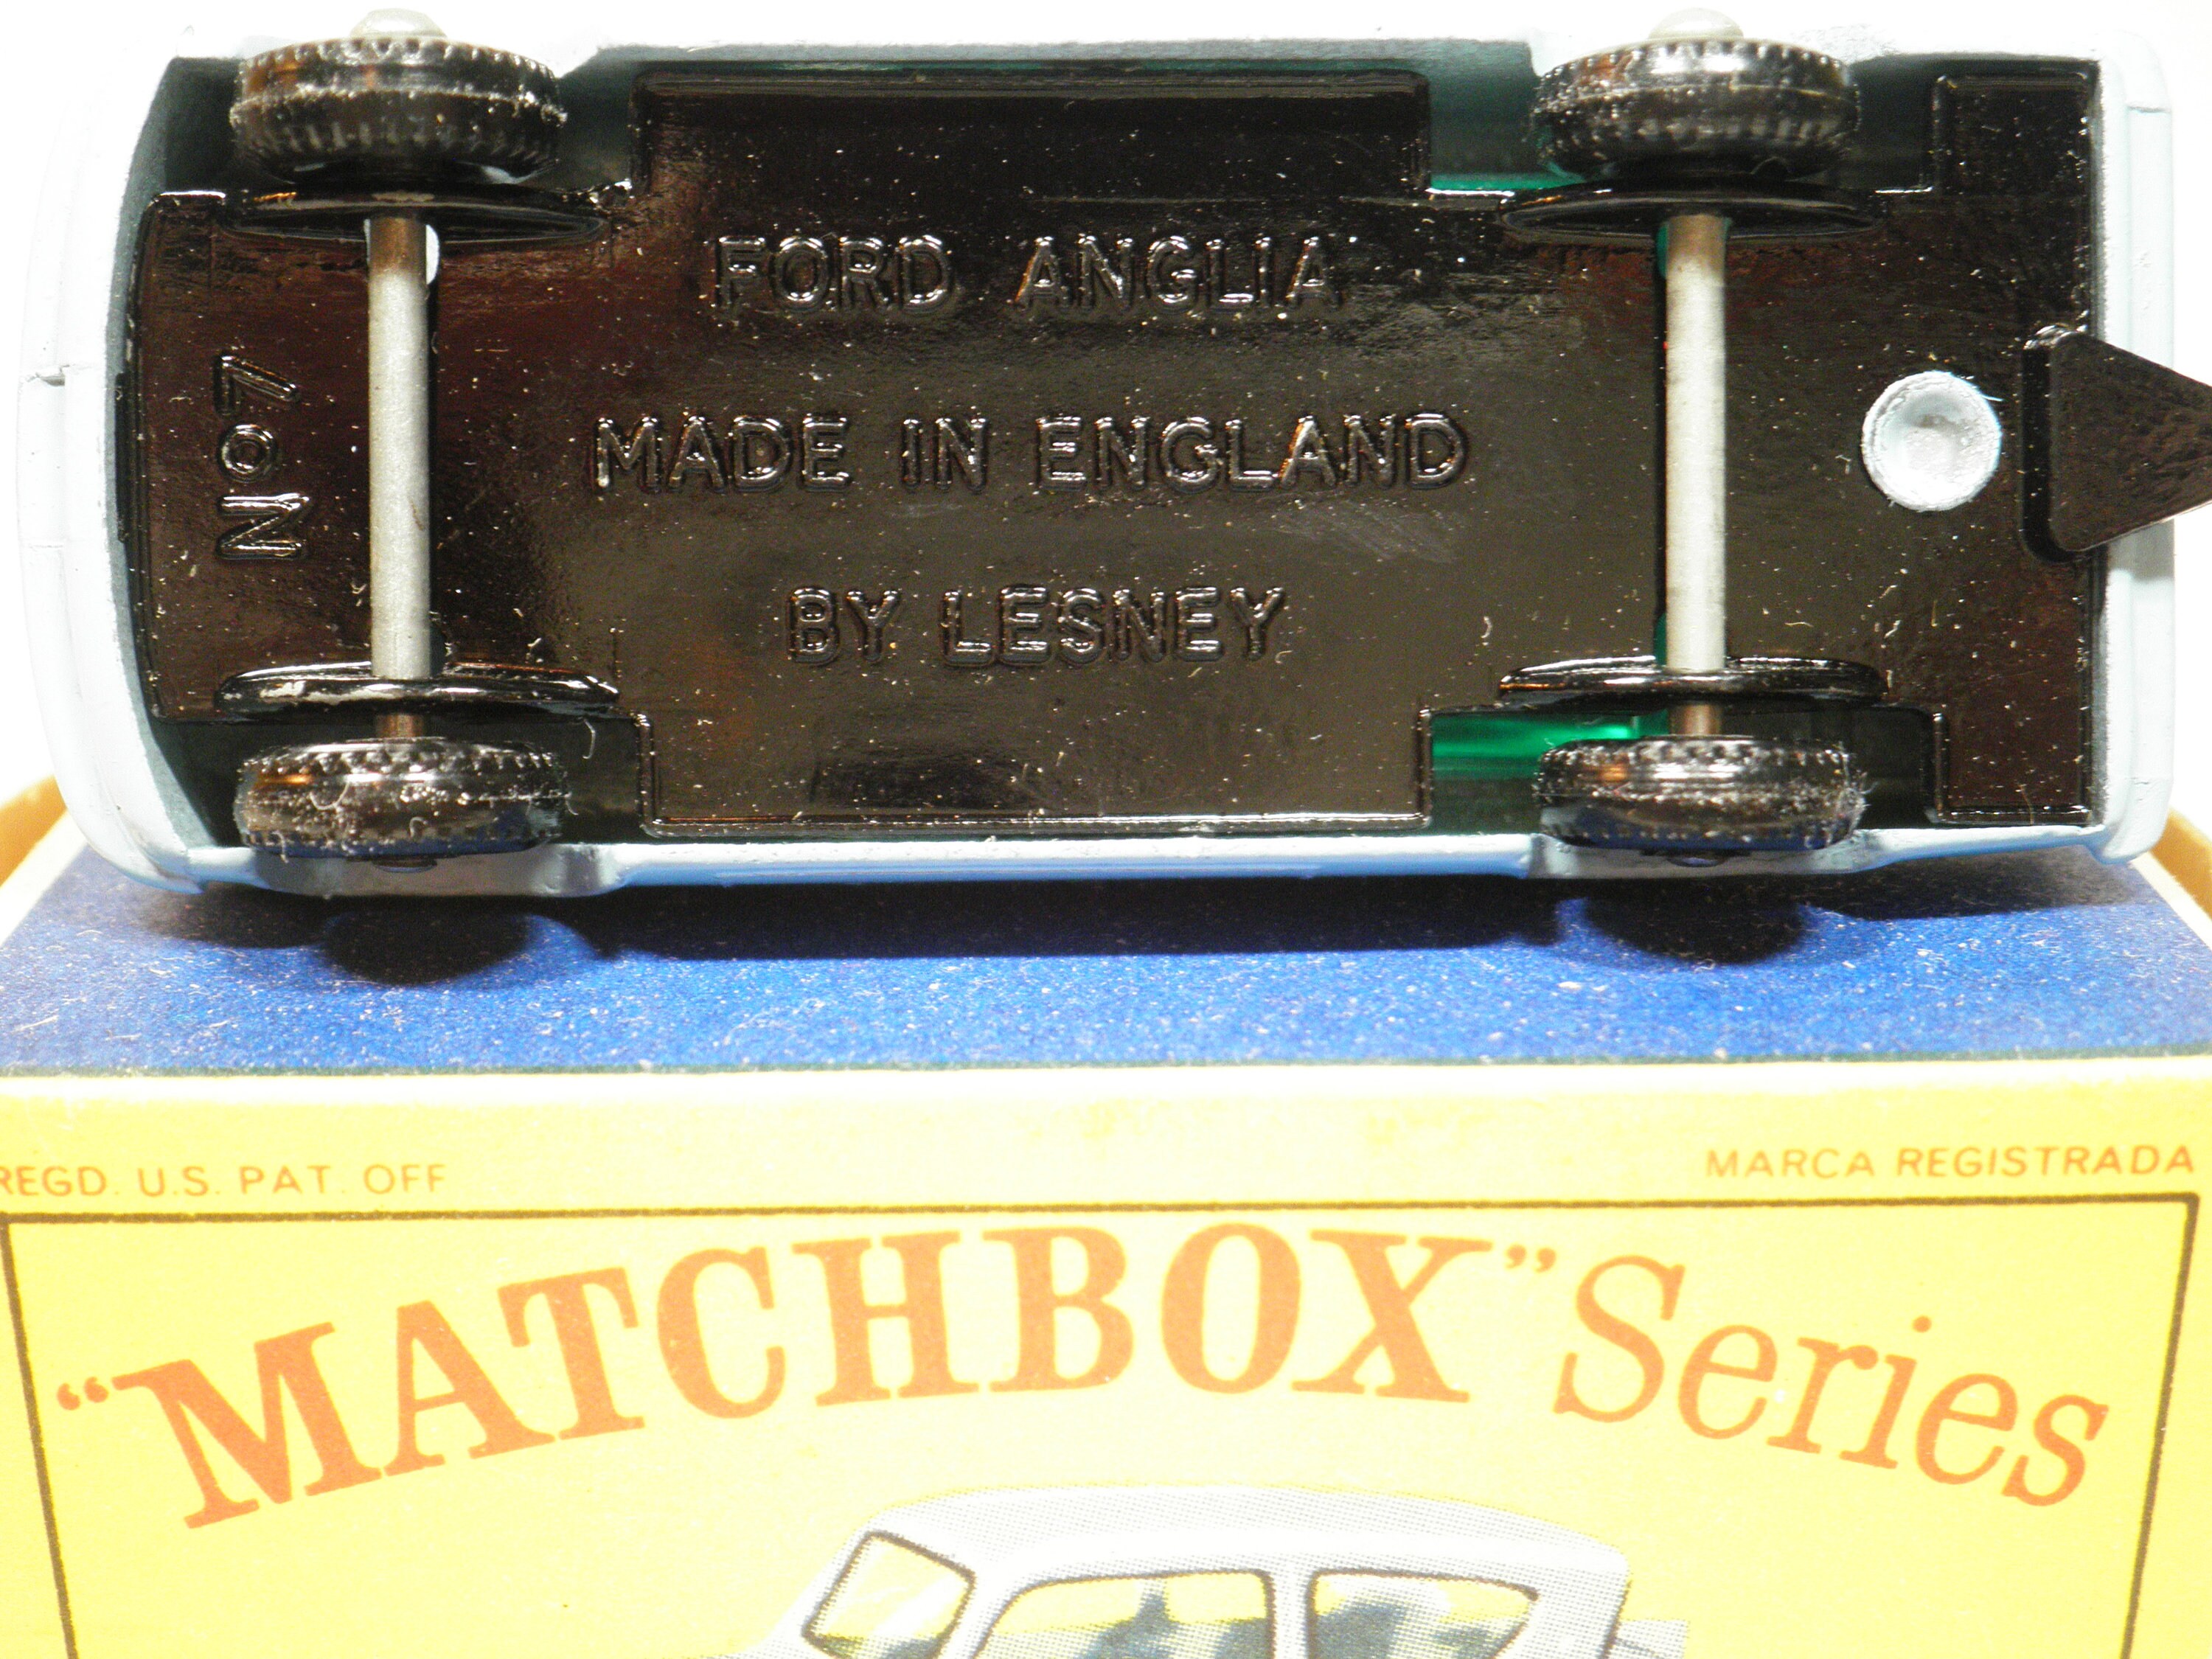 FORD ANGLIA
No7
MADE IN ENGLAND
BY LESNEY
REGD. U.S. PAT. OFF
MARCA REGISTRADA
"MATCHBOX" Series